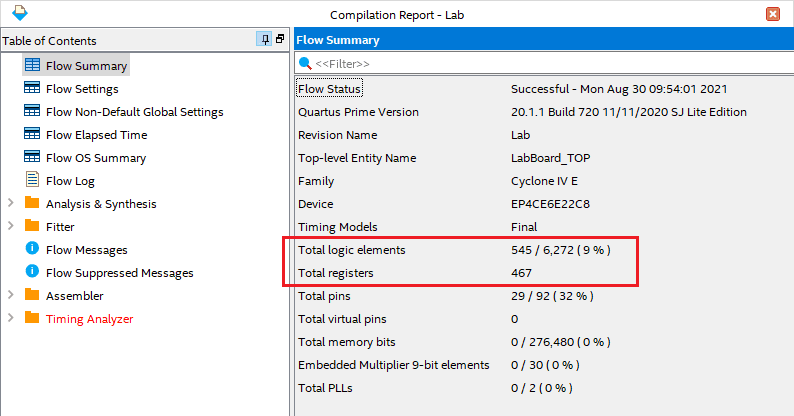 Compilation Report - Lab
Table of Contents
Flow Summary
Flow Settings
Flow Non-Default Global Settings
Flow Elapsed Time
Flow OS Summary
Flow Log
Analysis & Synthesis
Fitter
Flow Messages
Flow Suppressed Messages
Assembler
Timing Analyzer
Flow Summary
<<Filter>>
Flow Status Successful - Mon Aug 30 09:54:01 2021
Quartus Prime Version 20.1.1 Build 720 11/11/2020 SJ Lite Edition
Revision Name Lab
Top-level Entity Name LabBoard_TOP
Family Cyclone IV E
Device EP4CE6E22C8
Timing Models Final
Total logic elements 545 / 6,272 ( 9 % )
Total registers 467
Total pins 29 / 92 ( 32 % )
Total virtual pins 0
Total memory bits 0 / 276,480 ( 0 % )
Embedded Multiplier 9-bit elements 0 / 30 ( 0 % )
Total PLLs 0 / 2 ( 0 % )